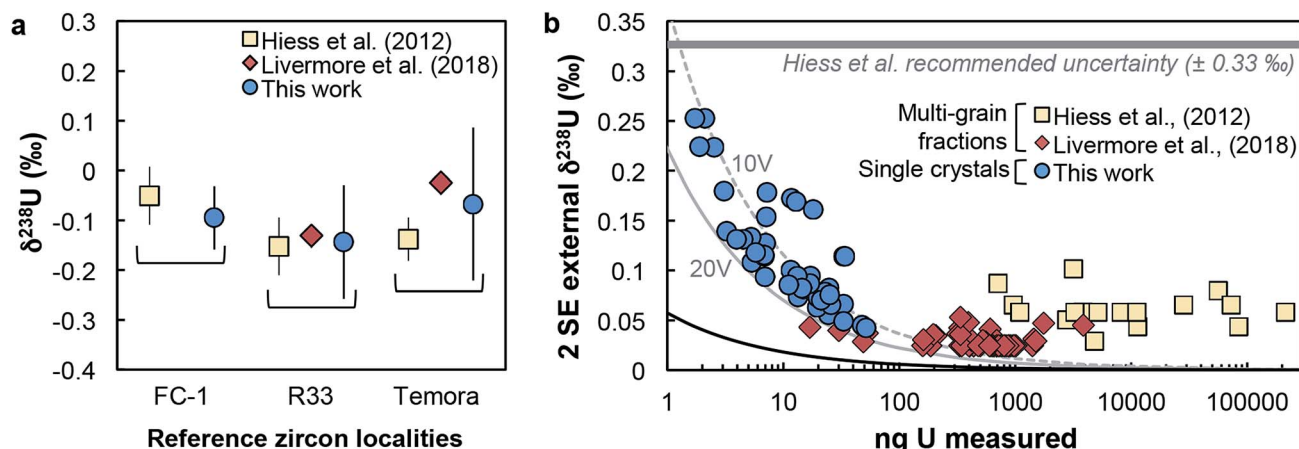 a
0.3
0.2
0.1
0
-0.1
-0.2
-0.3
-0.4
δ238U (‰)
Hiess et al. (2012)
Livermore et al. (2018)
This work
FC-1 R33 Temora
Reference zircon localities
b
0.35
0.3
0.25
0.2
0.15
0.1
0.05
0
2 SE external δ238U (‰)
Hiess et al. recommended uncertainty (± 0.33 ‰)
Multi-grain
fractions
Hiess et al., (2012)
Livermore et al., (2018)
Single crystals
This work
10V
20V
1 10 100 1000 10000 100000
ng U measured